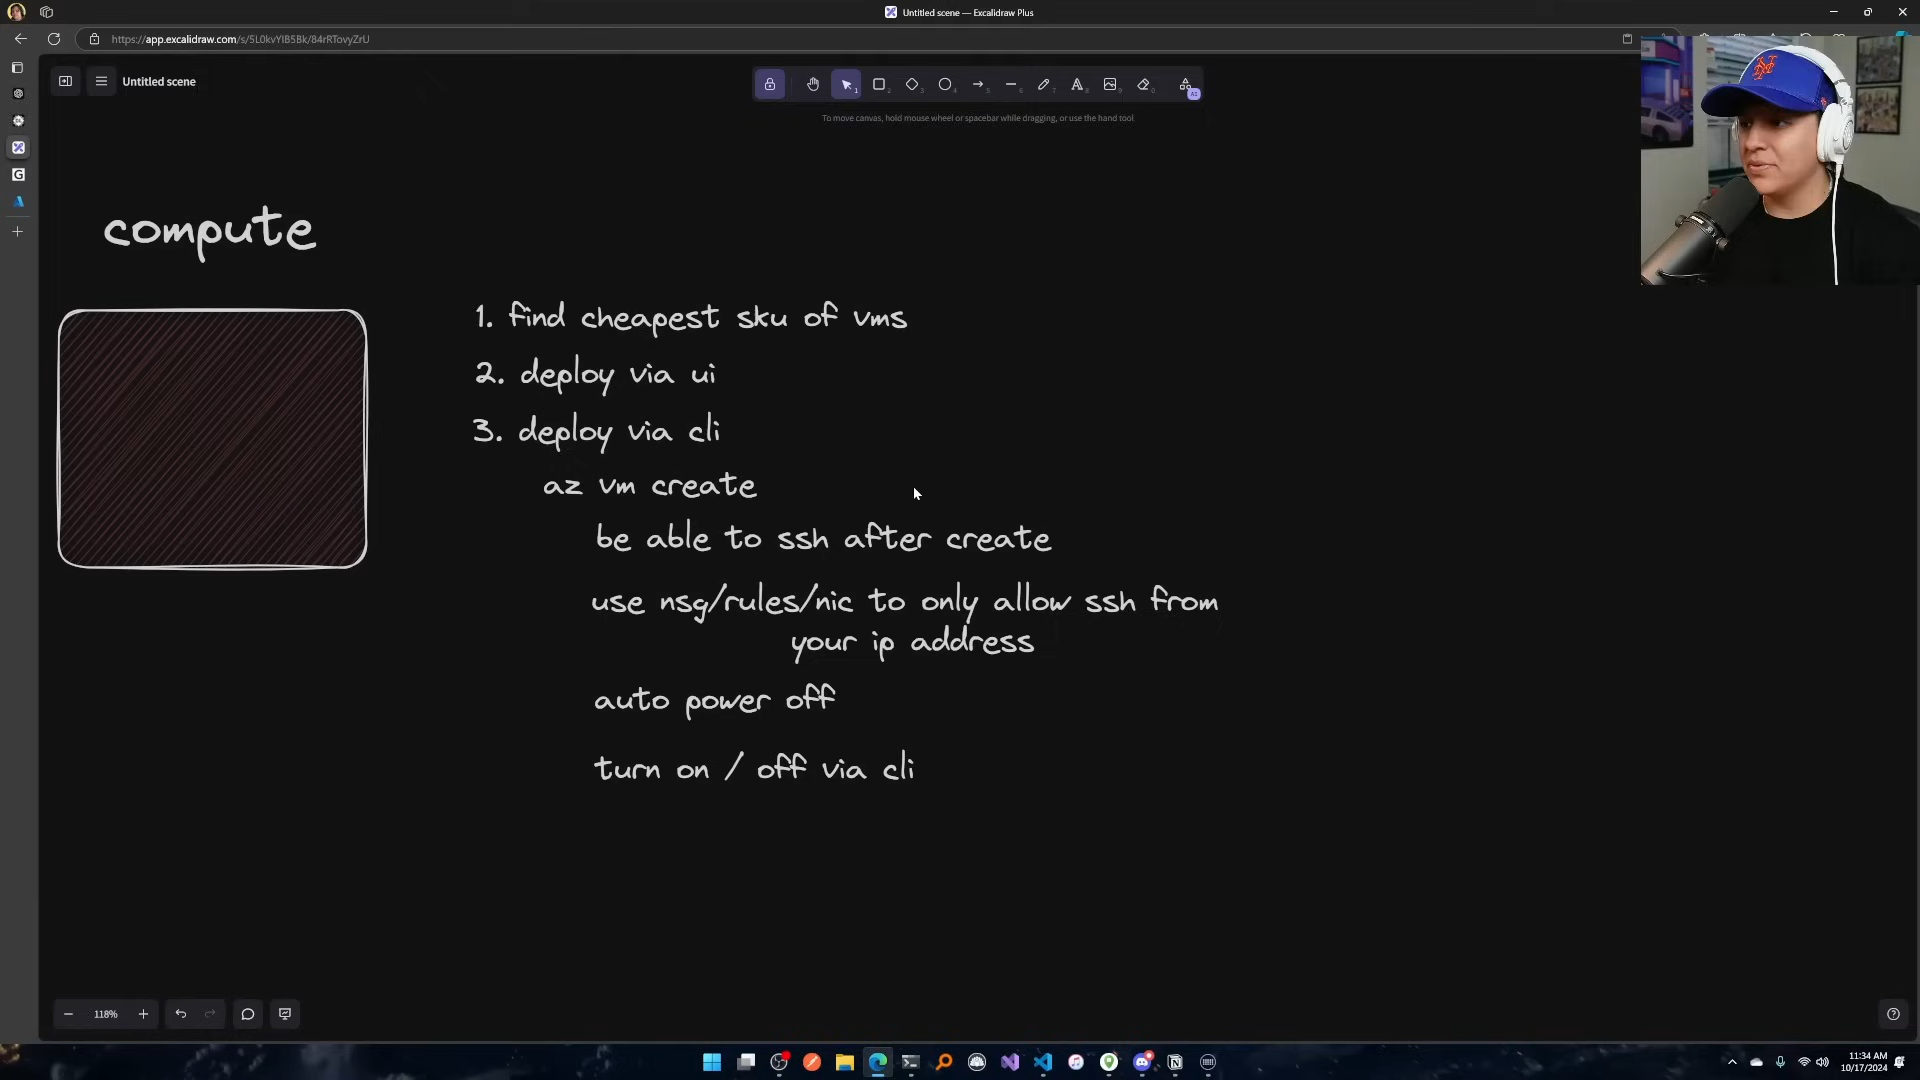 Untitled scene — Excalidraw Plus
https://app.excalidraw.com/s/5L0kvYIB5Bk/84rRTovyZrU
Untitled scene
To move canvas, hold mouse wheel or spacebar while dragging, or use the hand tool
compute
1. find cheapest sku of vms
2. deploy via ui
3. deploy via cli
az vm create
be able to ssh after create
use nsg/rules/nic to only allow ssh from
your ip address
auto power off
turn on / off via cli
118%
11:34 AM
10/17/2024